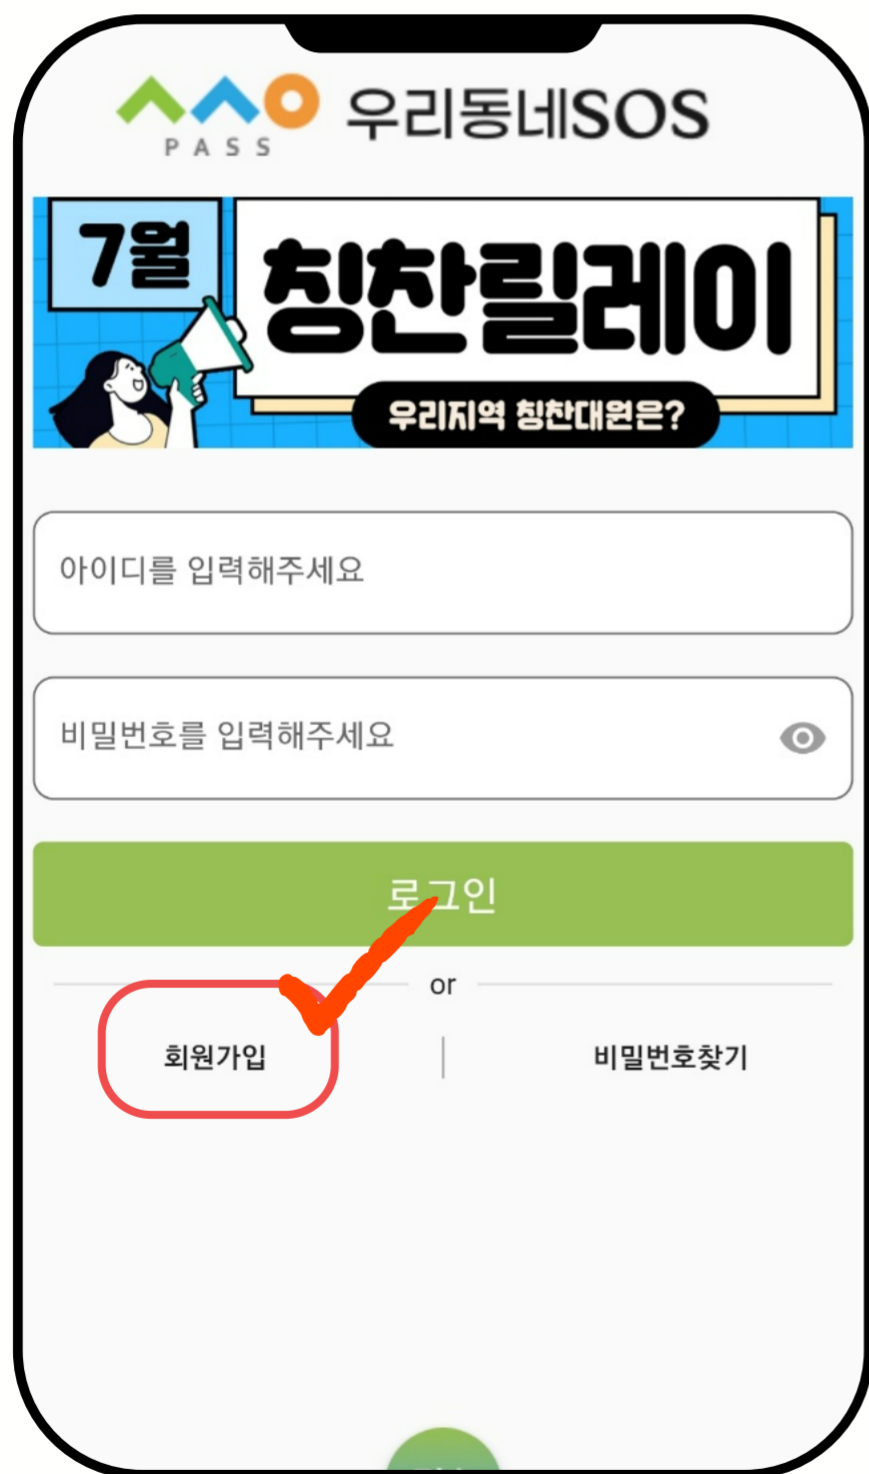 PASS
우리동네SOS
7월
칭찬릴레이
우리지역 칭찬대원은?
아이디를 입력해주세요
비밀번호를 입력해주세요
로그인
or
회원가입
비밀번호찾기